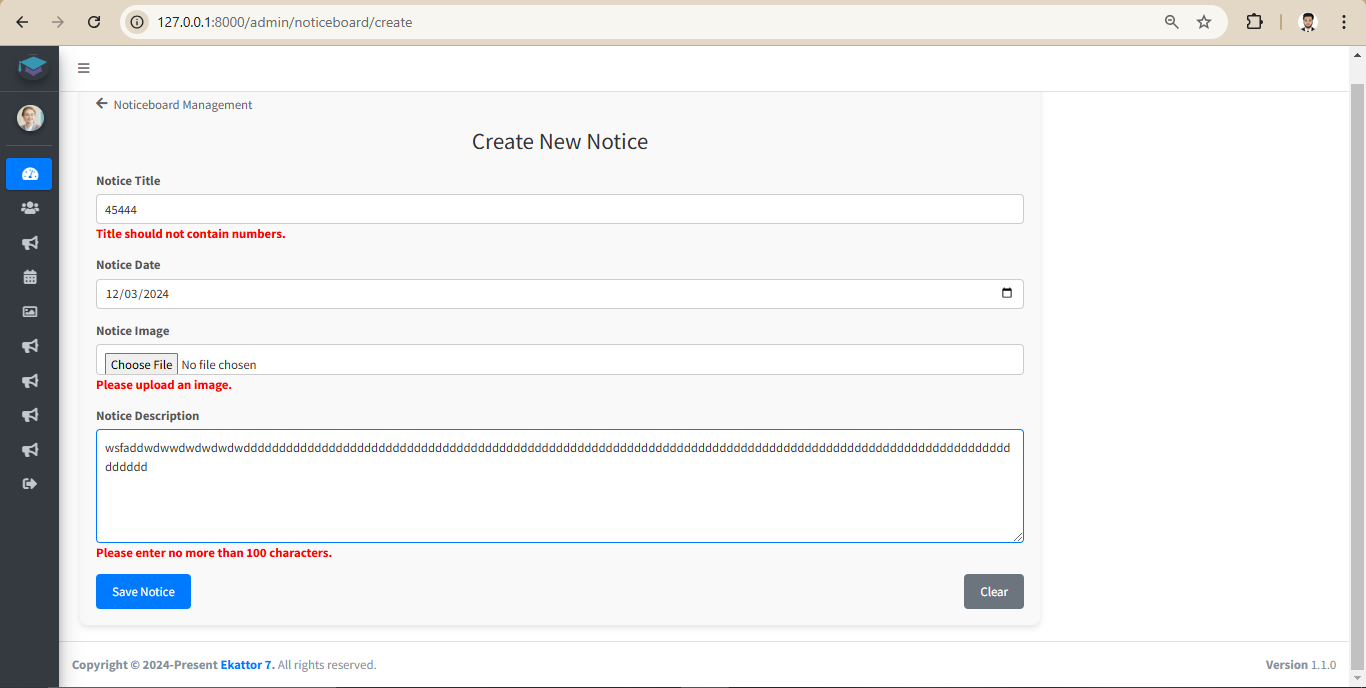 127.0.0.1:8000/admin/noticeboard/create
Noticeboard Management
Create New Notice
Notice Title
45444
Title should not contain numbers.
Notice Date
12/03/2024
Notice Image
Choose File No file chosen
Please upload an image.
Notice Description
Please enter no more than 100 characters.
Save Notice Clear
Copyright © 2024-Present Ekattor 7. All rights reserved. Version 1.1.0